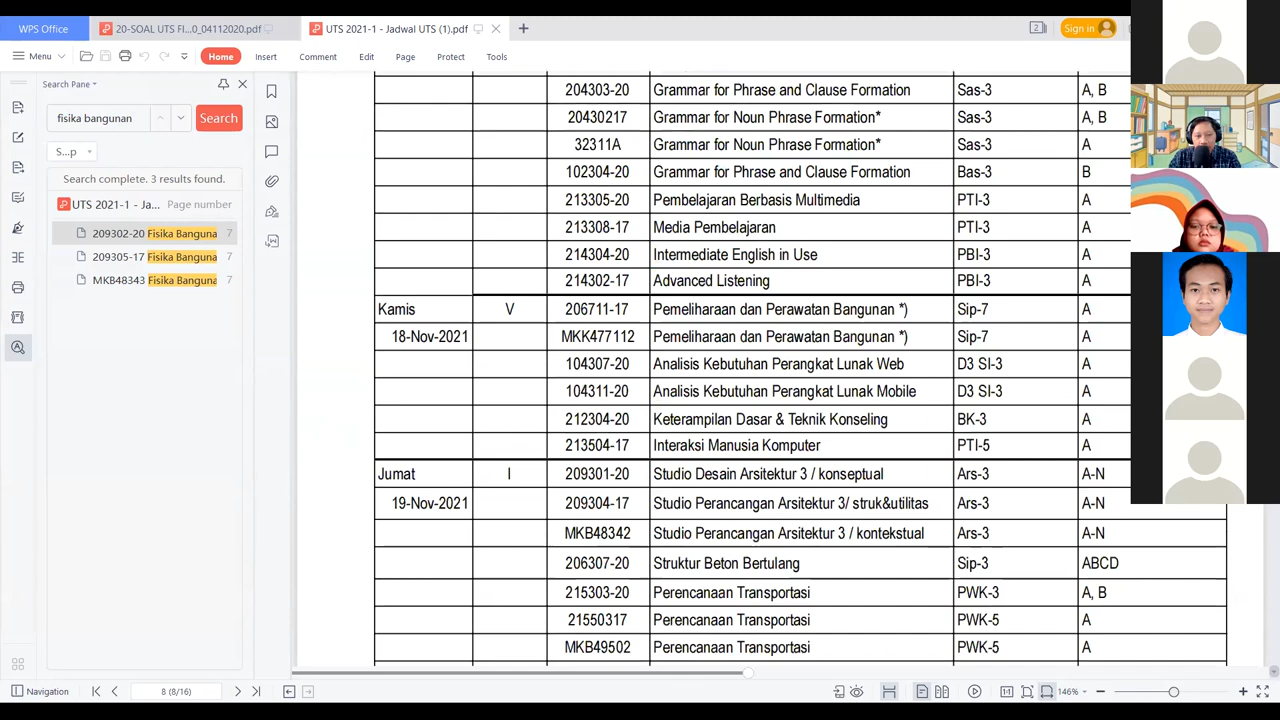 WPS Office
20-SOAL UTS FI...0_04112020.pdf
UTS 2021-1 - Jadwal UTS (1).pdf
2
Sign in
Menu
Home
Insert
Comment
Edit
Page
Protect
Tools
Search Pane
fisika bangunan
Search
S...p
Search complete. 3 results found.
UTS 2021-1 - Ja... Page number
209302-20 Fisika Banguna 7
209305-17 Fisika Banguna 7
MKB48343 Fisika Banguna 7
204303-20 Grammar for Phrase and Clause Formation Sas-3 A, B
20430217 Grammar for Noun Phrase Formation* Sas-3 A, B
32311A Grammar for Noun Phrase Formation* Sas-3 A
102304-20 Grammar for Phrase and Clause Formation Bas-3 B
213305-20 Pembelajaran Berbasis Multimedia PTI-3 A
213308-17 Media Pembelajaran PTI-3 A
214304-20 Intermediate English in Use PBI-3 A
214302-17 Advanced Listening PBI-3 A
Kamis V 206711-17 Pemeliharaan dan Perawatan Bangunan *) Sip-7 A
18-Nov-2021 MKK477112 Pemeliharaan dan Perawatan Bangunan *) Sip-7 A
104307-20 Analisis Kebutuhan Perangkat Lunak Web D3 SI-3 A
104311-20 Analisis Kebutuhan Perangkat Lunak Mobile D3 SI-3 A
212304-20 Keterampilan Dasar & Teknik Konseling BK-3 A
213504-17 Interaksi Manusia Komputer PTI-5 A
Jumat I 209301-20 Studio Desain Arsitektur 3 / konseptual Ars-3 A-N
19-Nov-2021 209304-17 Studio Perancangan Arsitektur 3/ struk&utilitas Ars-3 A-N
MKB48342 Studio Perancangan Arsitektur 3 / kontekstual Ars-3 A-N
206307-20 Struktur Beton Bertulang Sip-3 ABCD
215303-20 Perencanaan Transportasi PWK-3 A, B
21550317 Perencanaan Transportasi PWK-5 A
MKB49502 Perencanaan Transportasi PWK-5 A
Navigation
8 (8/16)
1:1
146%